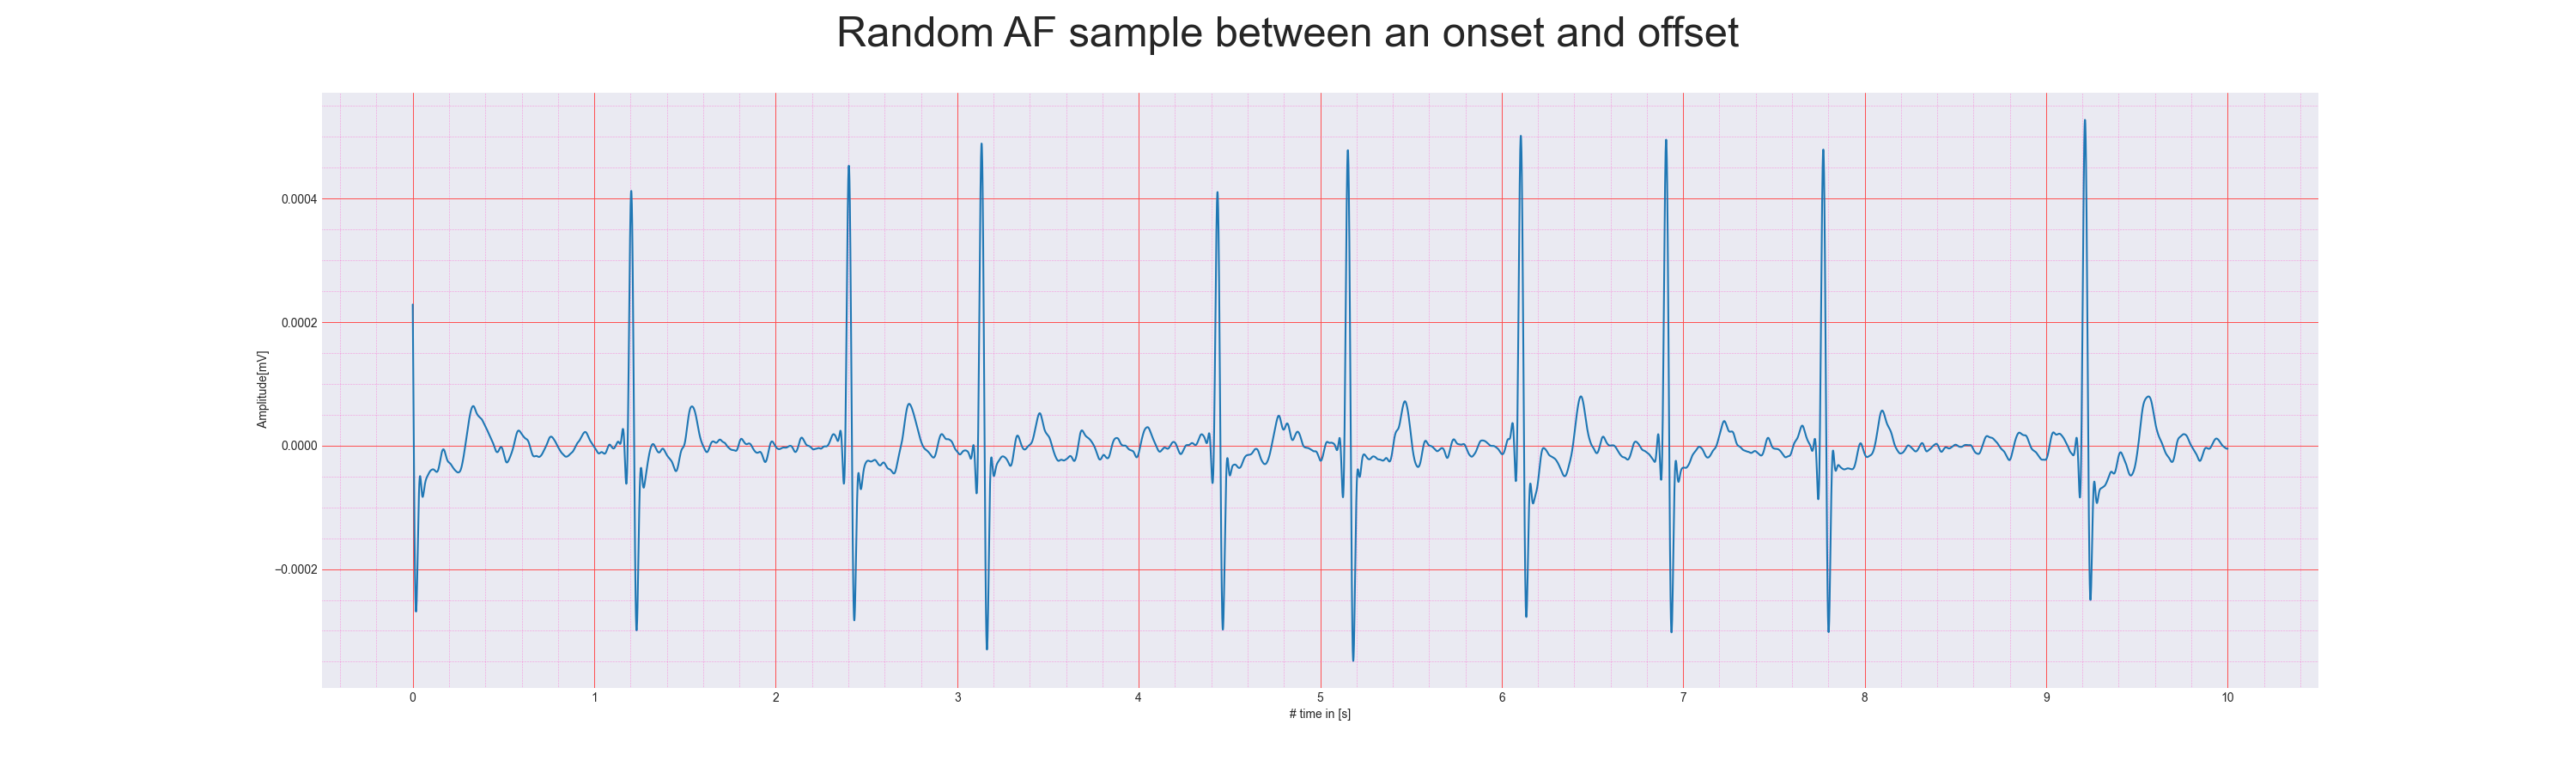 Random AF sample between an onset and offset
Amplitude[mV]
0.0004
0.0002
0.0000
−0.0002
0 1 2 3 4 5 6 7 8 9 10
# time in [s]